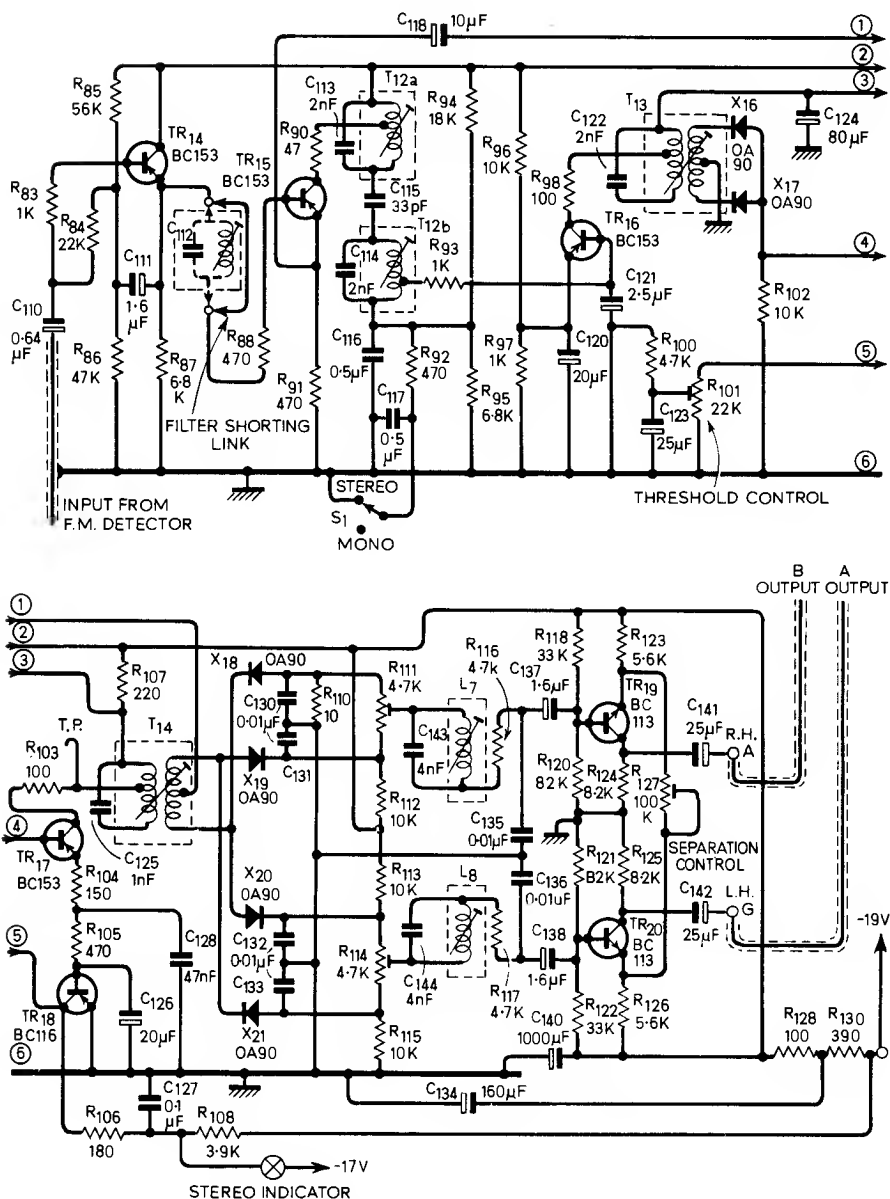 C118 10μF
①
②
③
R85
56K
C113
2nF
T12a
R94
18K
T13
X16
C124
80μF
TR14
BC153
R90
47
R96
10K
C122
2nF
OA
90
TR15
BC153
R98
100
X17
OA90
R83
1K
R84
22K
C115
33pF
TR16
BC153
C112
T12b
R93
1K
④
C111
1·6
μF
C114
2nF
C121
2·5μF
R102
10K
C110
0·64
μF
R88
470
C116
0·5μF
R92
470
R97
1K
C120
20μF
R100
4·7K
⑤
R86
47K
R87
6·8
K
R91
470
C117
0·5
μF
R95
6·8K
R101
22K
C123
25μF
FILTER SHORTING
LINK
⑥
INPUT FROM
F.M. DETECTOR
STEREO
S1
MONO
THRESHOLD CONTROL
B A
OUTPUT OUTPUT
①
②
③
R107
220
X18 OA90
R111
4·7K
L7
R116
4·7k
C137
1·6μF
R118
33K
R123
5·6K
C130
0·01μF
R110
10
TR19
BC
113
C141
25μF
R.H.
A
T.P.
R103
100
T14
C143
4nF
C131
X19
OA90
R120
82K
R124
8·2K
R127
100
K
R112
10K
④
TR17
BC153
C125
1nF
C135
0·01μF
SEPARATION
CONTROL
R104
150
X20
OA90
R113
10K
L8
C136
0·01uF
R121
82K
R125
8·2K
C142
25μF
L.H.
G
-19V
R105
470
C128
47nF
C132
0·01μF
R114
4·7K
C138
1·6μF
TR20
BC
113
⑤
C133
C144
4nF
R117
4·7K
TR18
BC116
C126
20μF
X21
OA90
R115
10K
C140
1000μF
R122
33K
R126
5·6K
R128
100
R130
390
⑥
C127
0·1
μF
C134 160μF
R106
180
R108
3·9K
-17V
STEREO INDICATOR